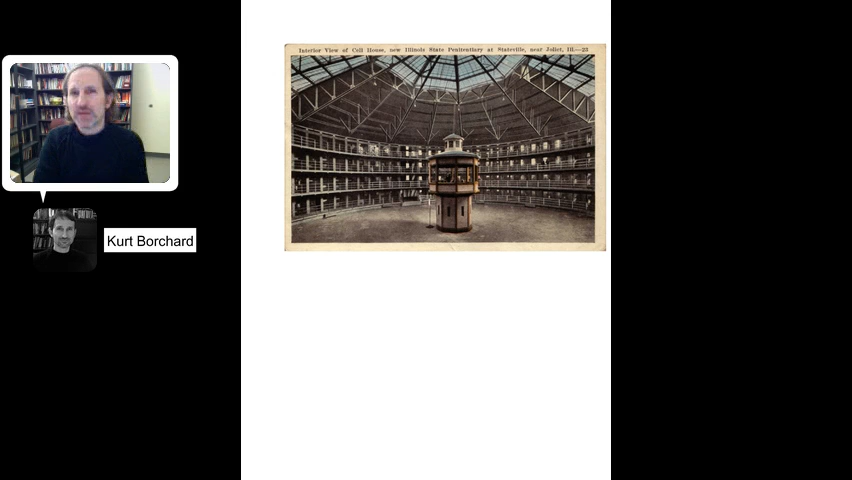 Interior View of Cell House, new Illinois State Penitentiary at Stateville, near Joliet, Ill.—23
Kurt Borchard